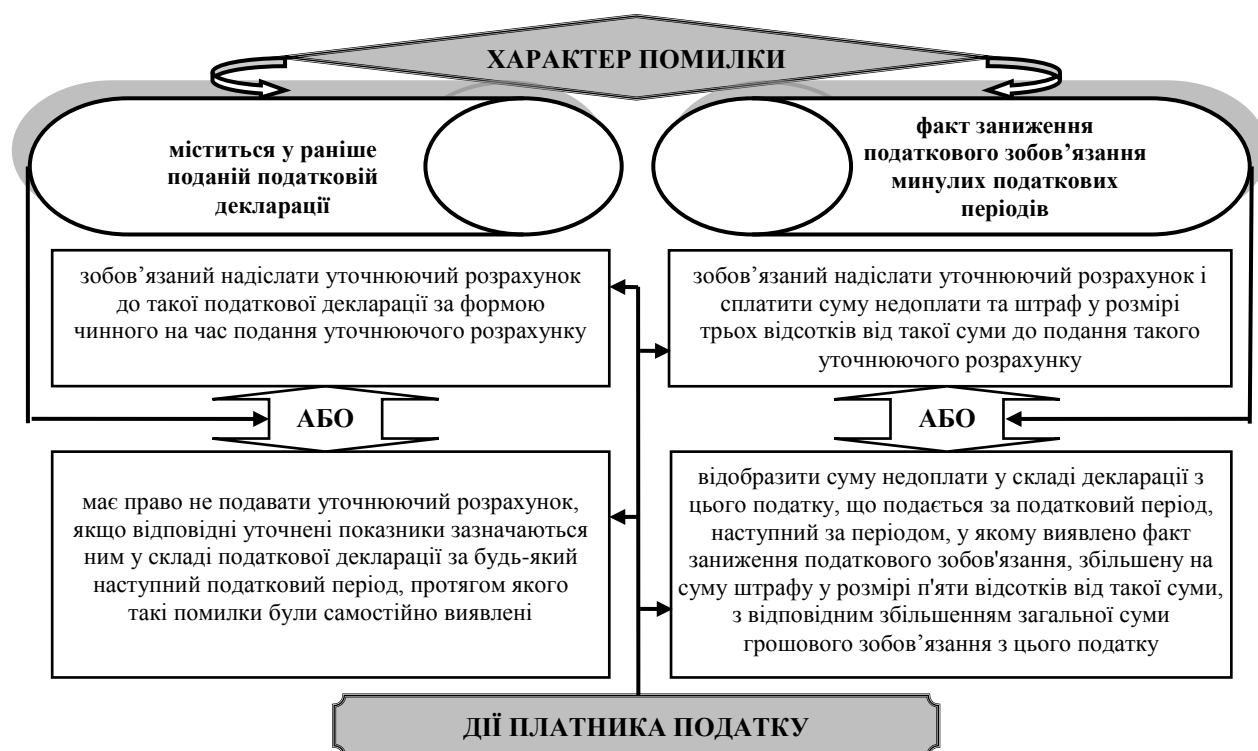 ХАРАКТЕР ПОМИЛКИ
міститься у раніше
поданій податковій
декларації
факт заниження
податкового зобов’язання
минулих податкових
періодів
зобов’язаний надіслати уточнюючий розрахунок
до такої податкової декларації за формою
чинного на час подання уточнюючого розрахунку
зобов’язаний надіслати уточнюючий розрахунок і
сплатити суму недоплати та штраф у розмірі
трьох відсотків від такої суми до подання такого
уточнюючого розрахунку
АБО
АБО
має право не подавати уточнюючий розрахунок,
якщо відповідні уточнені показники зазначаються
ним у складі податкової декларації за будь-який
наступний податковий період, протягом якого
такі помилки були самостійно виявлені
відобразити суму недоплати у складі декларації з
цього податку, що подається за податковий період,
наступний за періодом, у якому виявлено факт
заниження податкового зобов'язання, збільшену на
суму штрафу у розмірі п'яти відсотків від такої суми,
з відповідним збільшенням загальної суми
грошового зобов’язання з цього податку
ДІЇ ПЛАТНИКА ПОДАТКУ